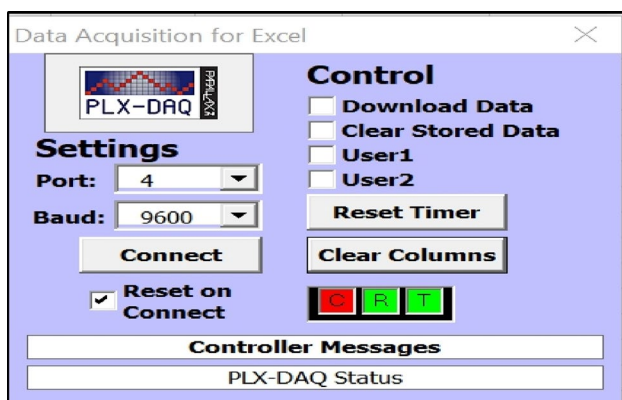 Data Acquisition for Excel
PLX-DAQ
PARALLAX
Settings
Port: 4
Baud: 9600
Connect
Reset on
Connect
Control
Download Data
Clear Stored Data
User1
User2
Reset Timer
Clear Columns
C R T
Controller Messages
PLX-DAQ Status